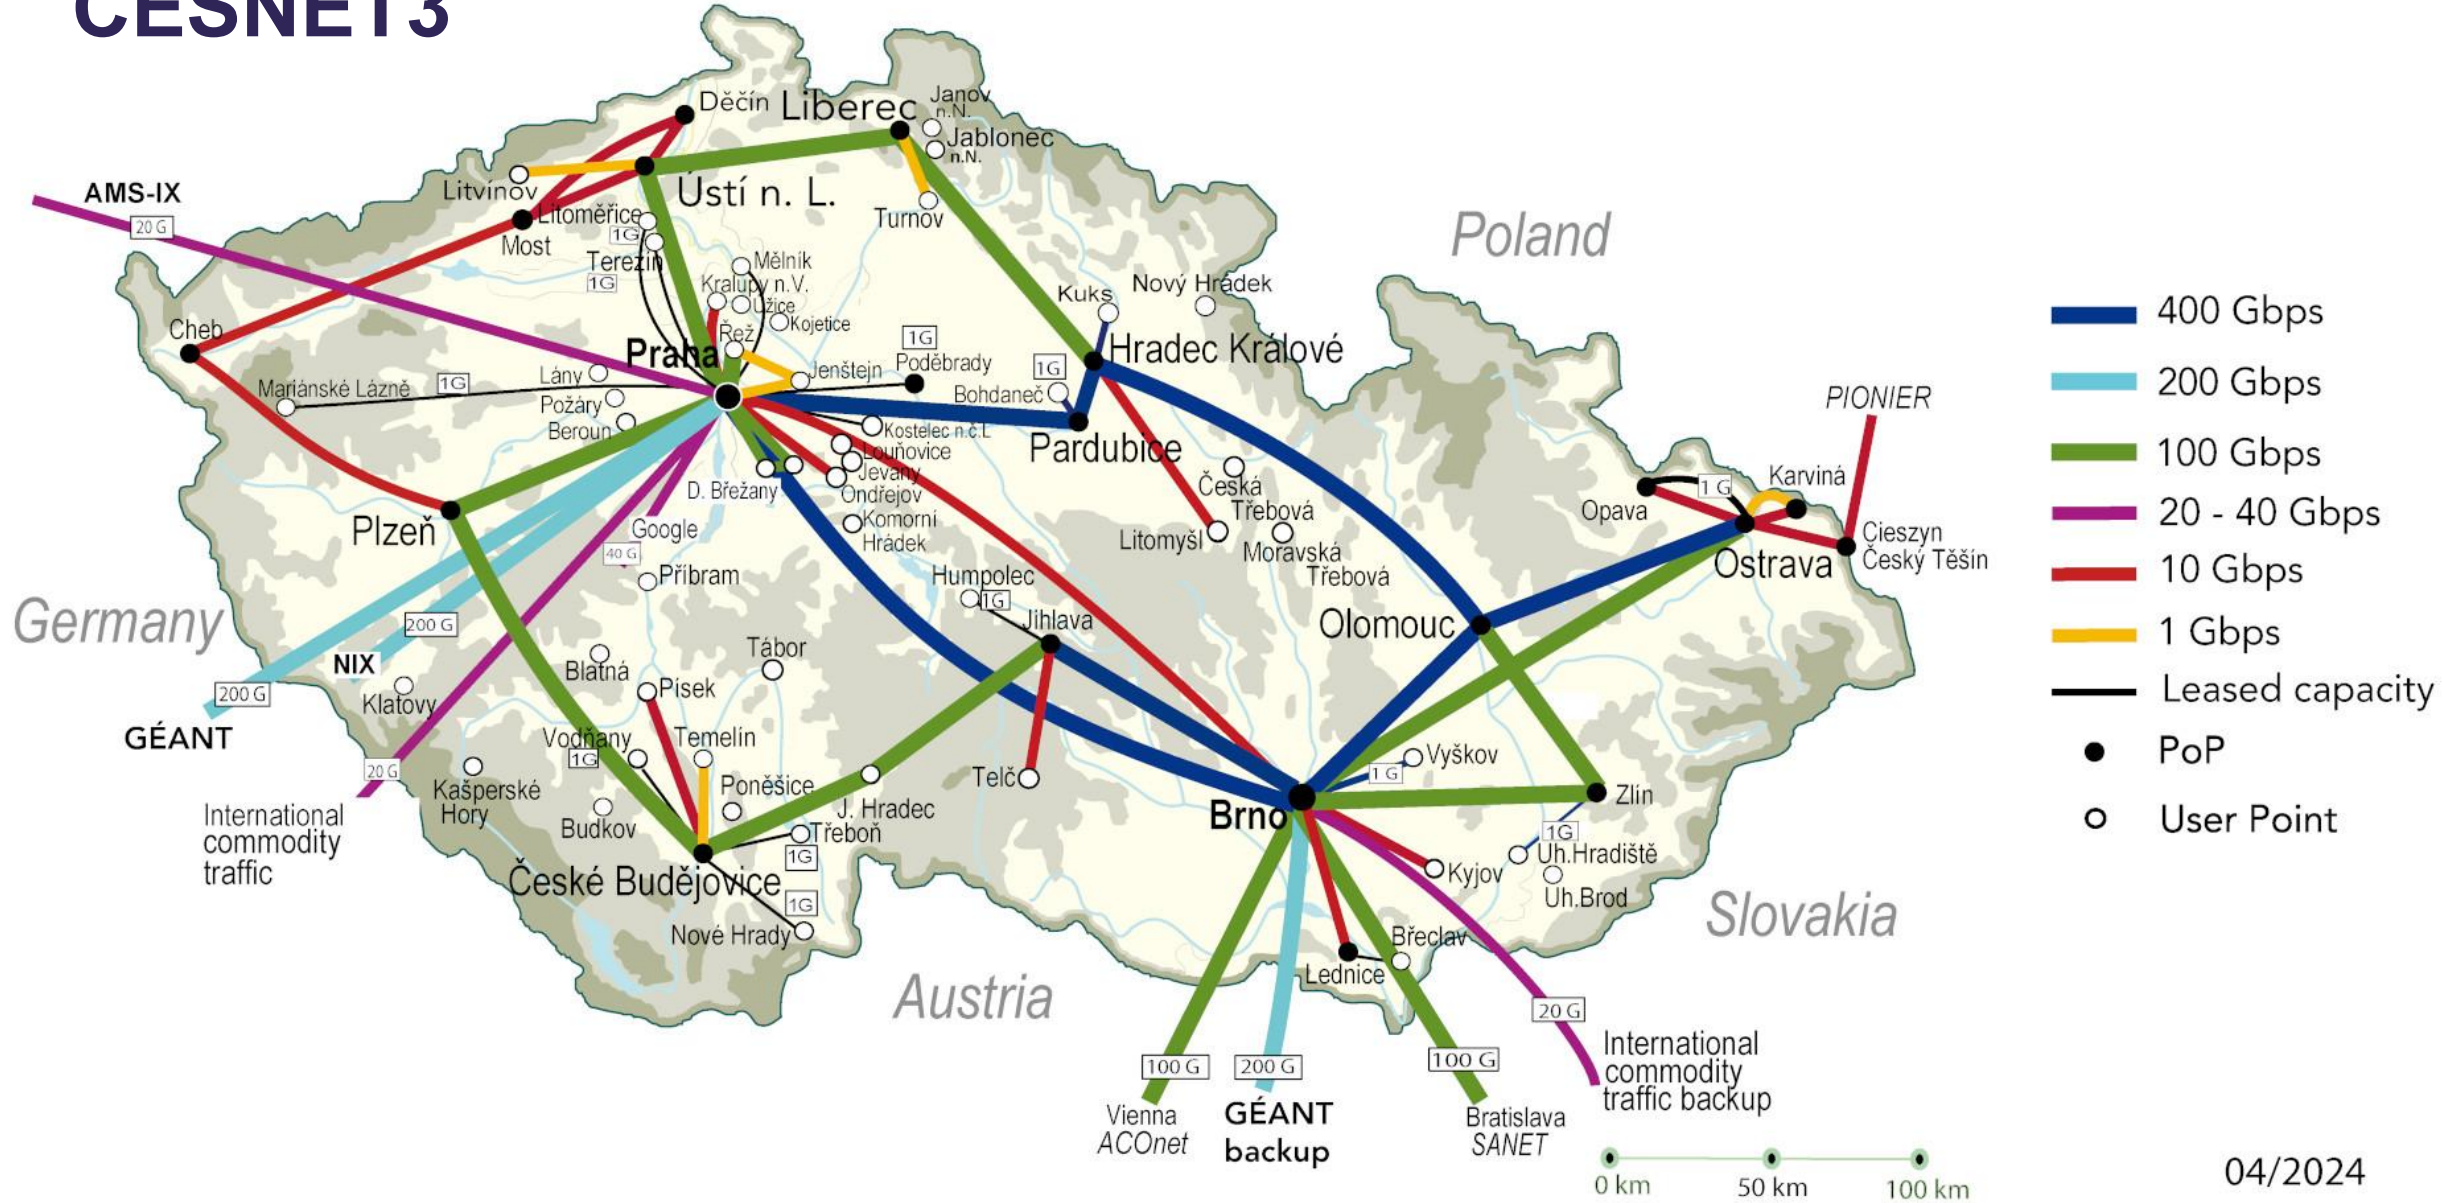 CESNET3
Děčín
Liberec
Janov
n.N.
Jablonec
n.N.
Litvínov
AMS-IX
20 G
Ústí n. L.
Litoměřice
1G
Most
Turnov
Terezín
1G
Mělník
Kralupy n.V.
Úžice
Kojetice
Řež
Poland
Kuks
Nový Hrádek
Cheb
Praha
1G
Poděbrady
Jenštejn
Hradec Králové
1G
Bohdaneč
Mariánské Lázně
1G
Lány
Požáry
Beroun
Kostelec n.č.L
Louňovice
Jevany
Ondřejov
Pardubice
PIONIER
D. Břežany
Komorní
Hrádek
Česká
Třebová
Litomyšl
Moravská
Třebová
Karviná
1 G
Opava
Cieszyn
Český Těšín
Ostrava
Plzeň
Google
40 G
Příbram
Humpolec
1G
Jihlava
Olomouc
Germany
200 G
NIX
200 G
GÉANT
Klatovy
Blatná
Tábor
Písek
Vodňany
1G
Temelín
Poněšice
20 G
Kašperské
Hory
Budkov
J. Hradec
Telč
Třeboň
1G
České Budějovice
1G
Nové Hrady
International
commodity
traffic
Vyškov
1 G
Brno
Zlín
1G
Uh.Hradiště
Uh.Brod
Kyjov
Břeclav
Lednice
Slovakia
Austria
20 G
International
commodity
traffic backup
100 G
200 G
100 G
Vienna
ACOnet
GÉANT
backup
Bratislava
SANET
400 Gbps
200 Gbps
100 Gbps
20 - 40 Gbps
10 Gbps
1 Gbps
Leased capacity
PoP
User Point
0 km
50 km
100 km
04/2024